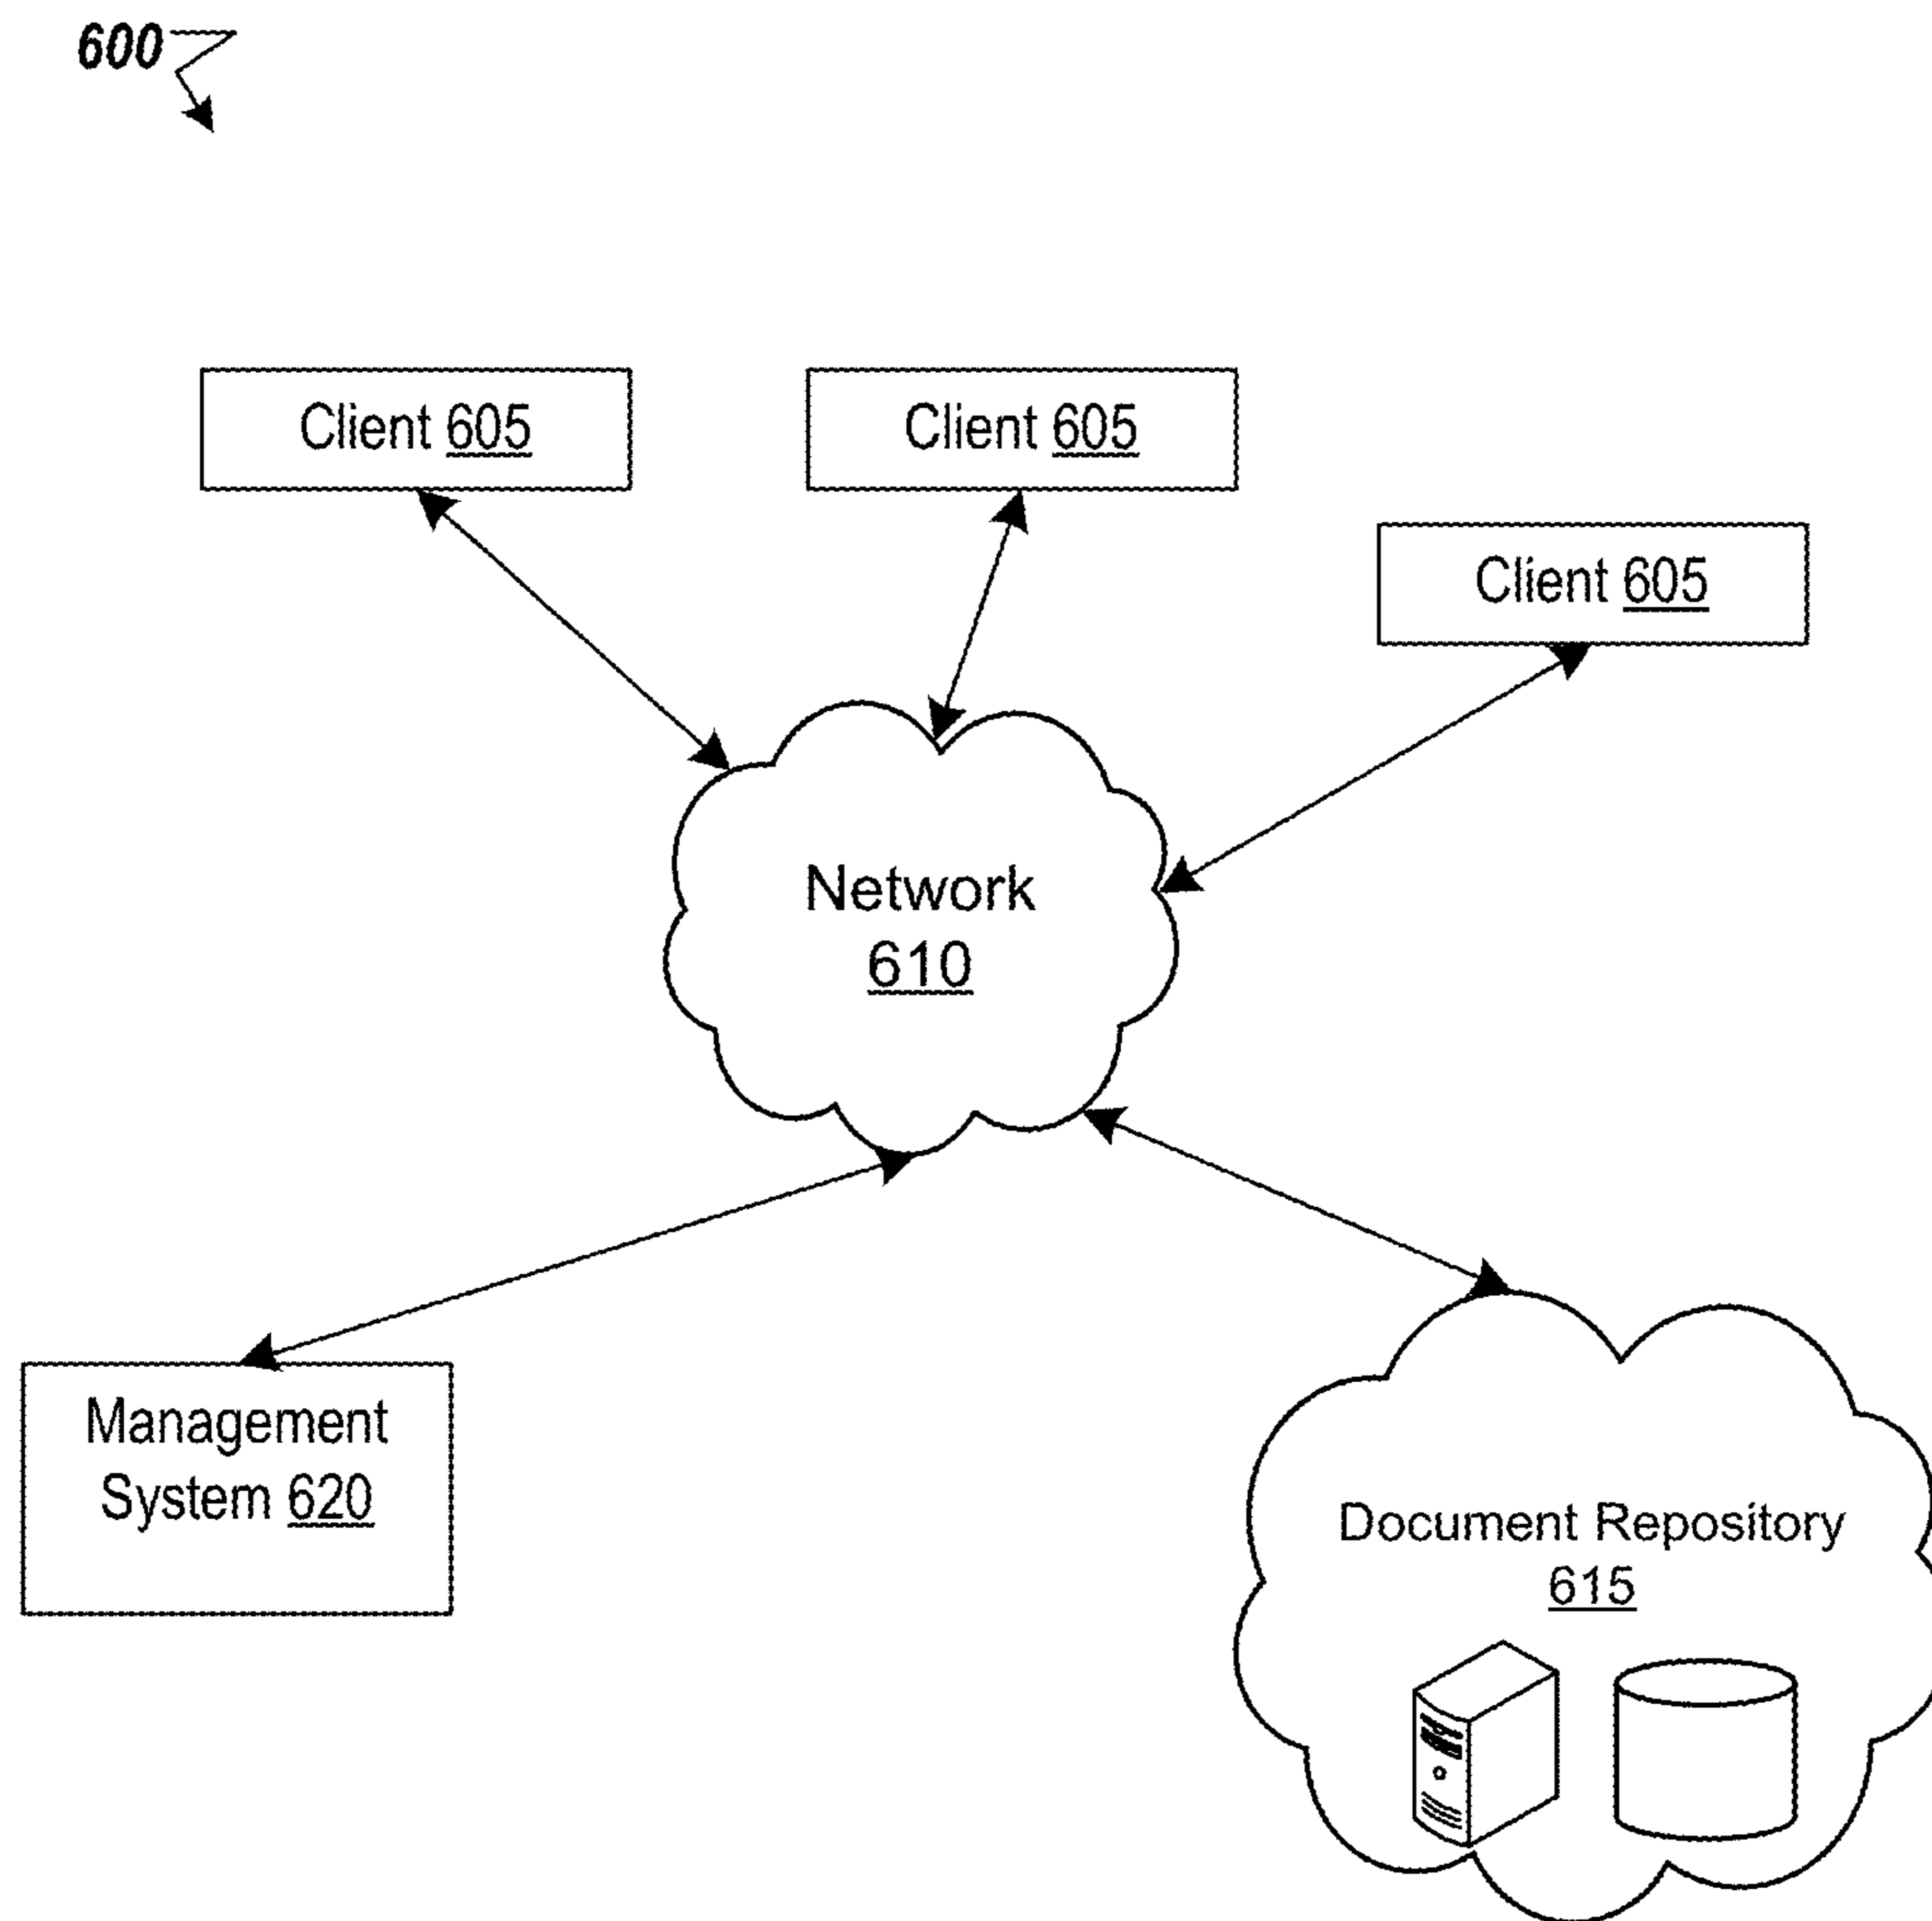 600
Client 605
Client 605
Client 605
Network
610
Management
System 620
Document Repository
615